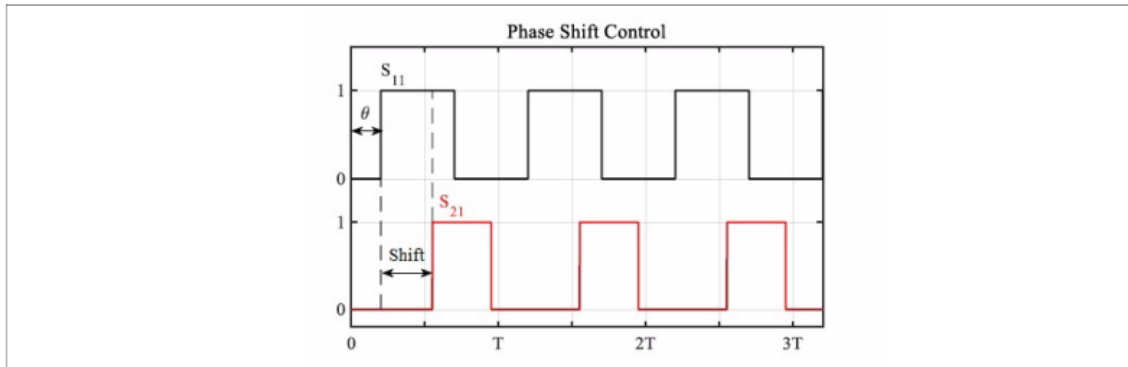 Phase Shift Control
S11
1
θ
0
S21
1
Shift
0
0 T 2T 3T